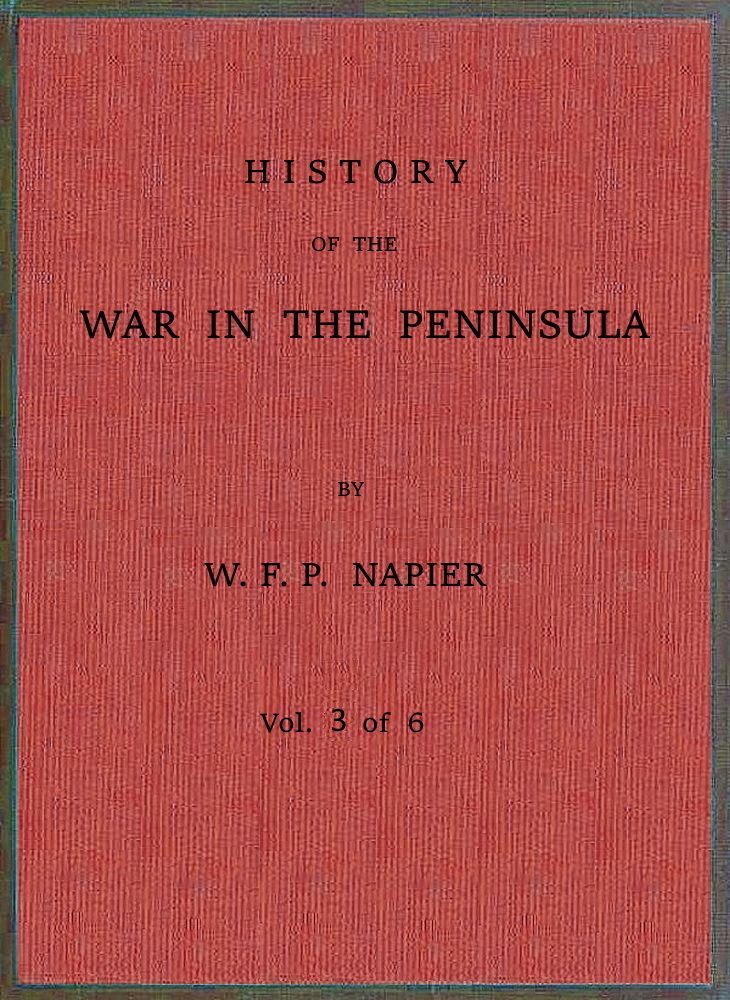 HISTORY
OF THE
WAR IN THE PENINSULA
BY
W. F. P. NAPIER
Vol. 3 of 6